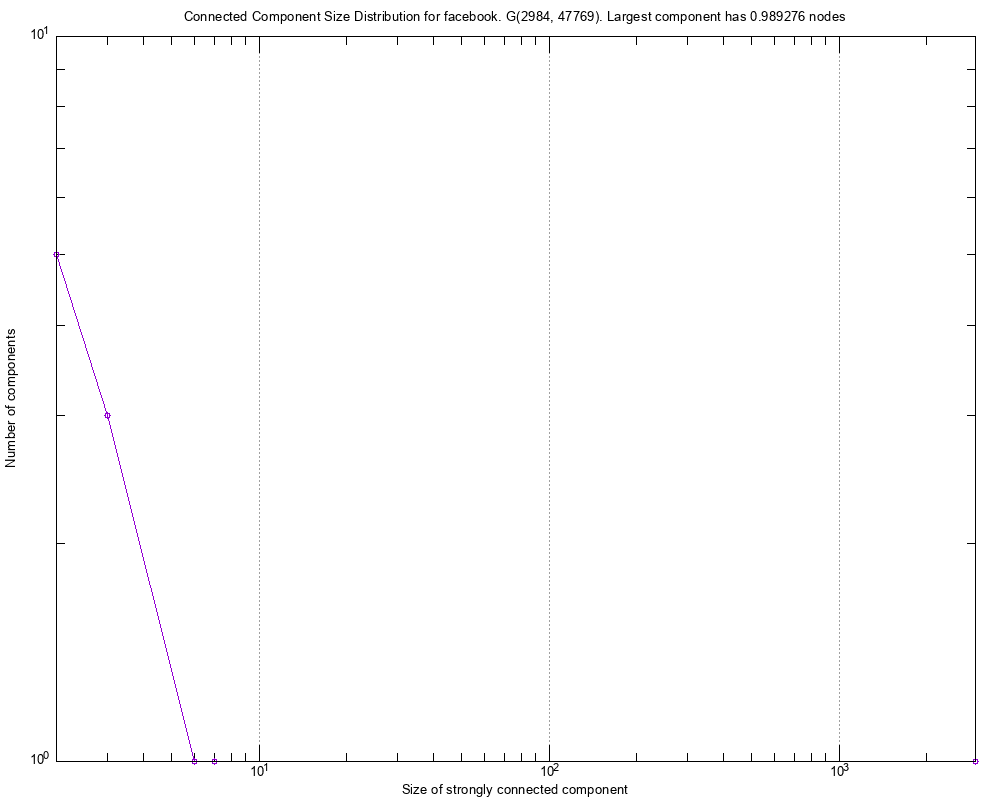 Connected Component Size Distribution for facebook. G(2984, 47769). Largest component has 0.989276 nodes
10^1
Number of components
10^0
10^1
10^2
10^3
Size of strongly connected component